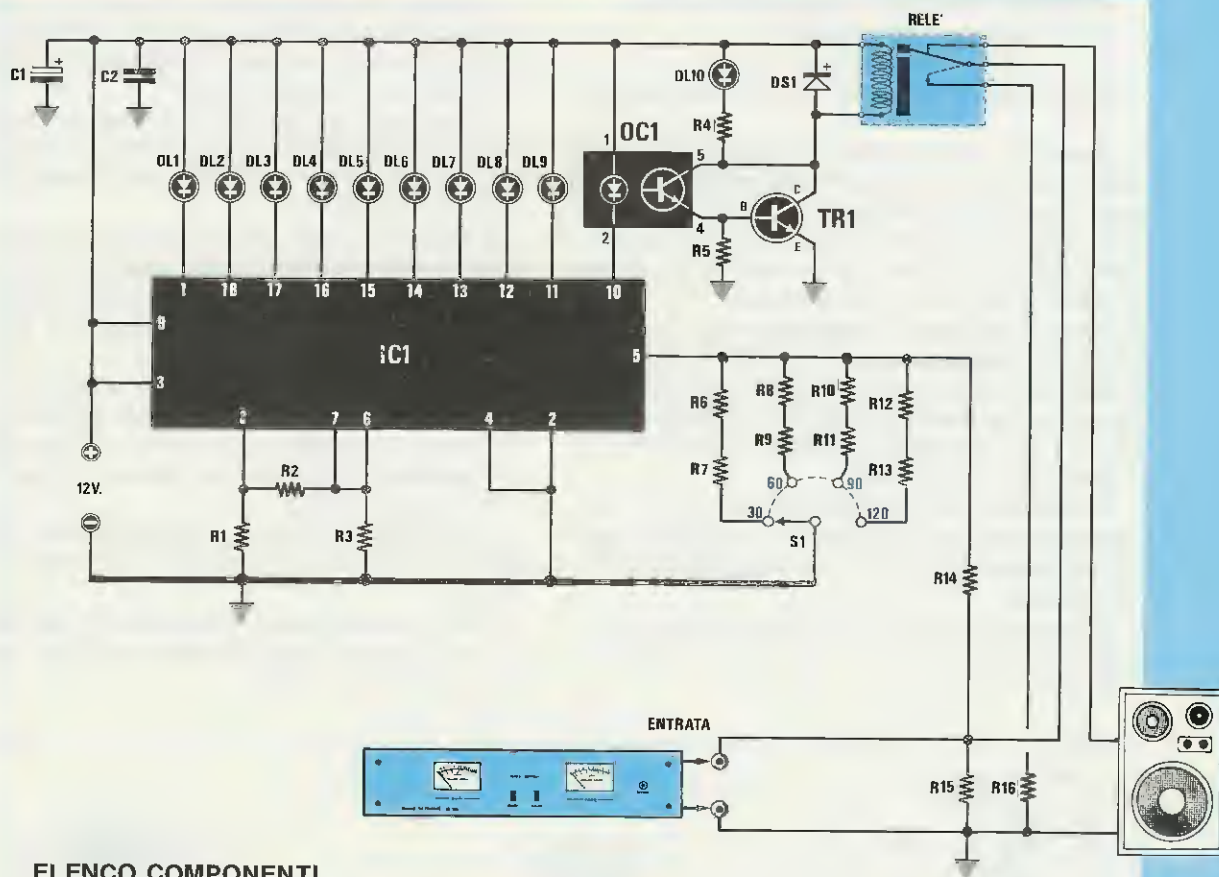 RELE'
C1
+
C2
DL10
DS1
+
R4
OC1
1
5
OL1
DL2
DL3
DL4
DL5
DL6
DL7
DL8
DL9
B
C
E
TR1
2
4
R5
1
18
17
16
15
14
13
12
11
10
9
3
IC1
5
8
7
6
4
2
R6
R8
R10
R12
R7
R9
R11
R13
+
12V.
−
R2
R1
R3
30
60
90
120
S1
R14
ENTRATA
R15
R16
ELENCO COMPONENTI